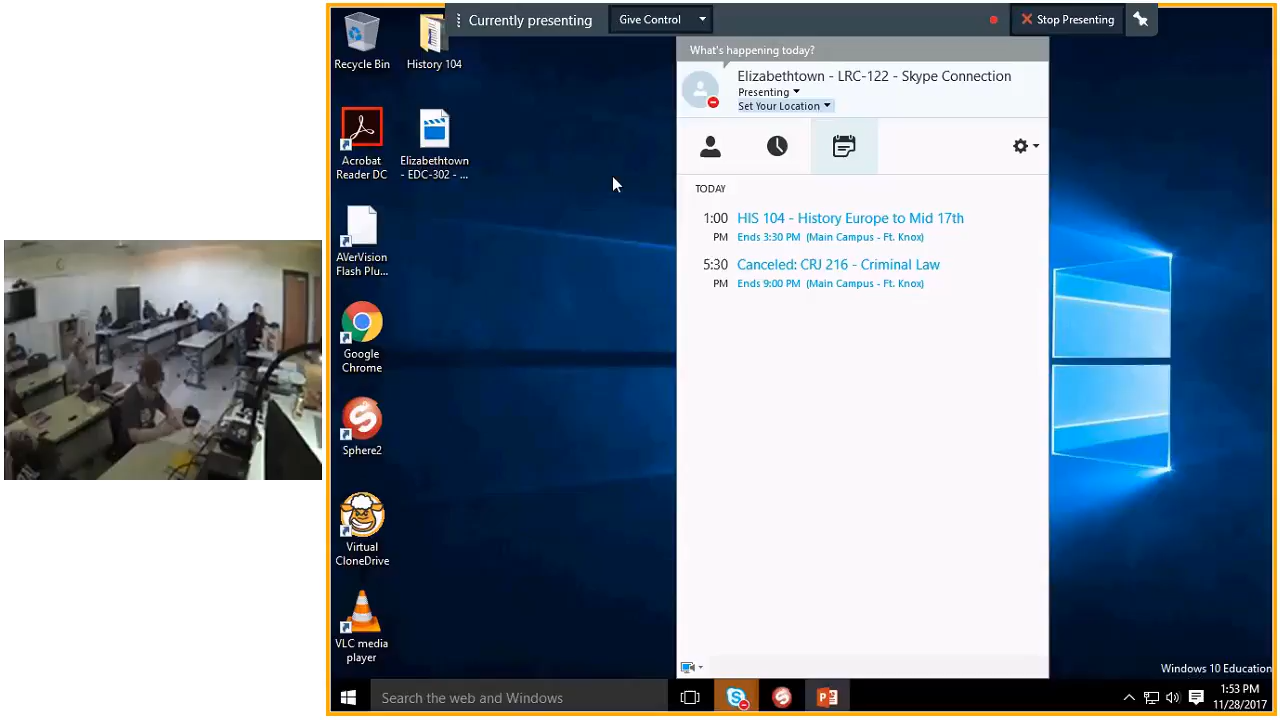 Currently presenting
Give Control
Stop Presenting
Recycle Bin
History 104
Acrobat
Reader DC
Elizabethtown
- EDC-302 - ...
AVerVision
Flash Plu...
Google
Chrome
Sphere2
Virtual
CloneDrive
VLC media
player
What's happening today?
Elizabethtown - LRC-122 - Skype Connection
Presenting
Set Your Location
TODAY
1:00 HIS 104 - History Europe to Mid 17th
PM Ends 3:30 PM (Main Campus - Ft. Knox)
5:30 Canceled: CRJ 216 - Criminal Law
PM Ends 9:00 PM (Main Campus - Ft. Knox)
Windows 10 Education
Search the web and Windows
1:53 PM
11/28/2017